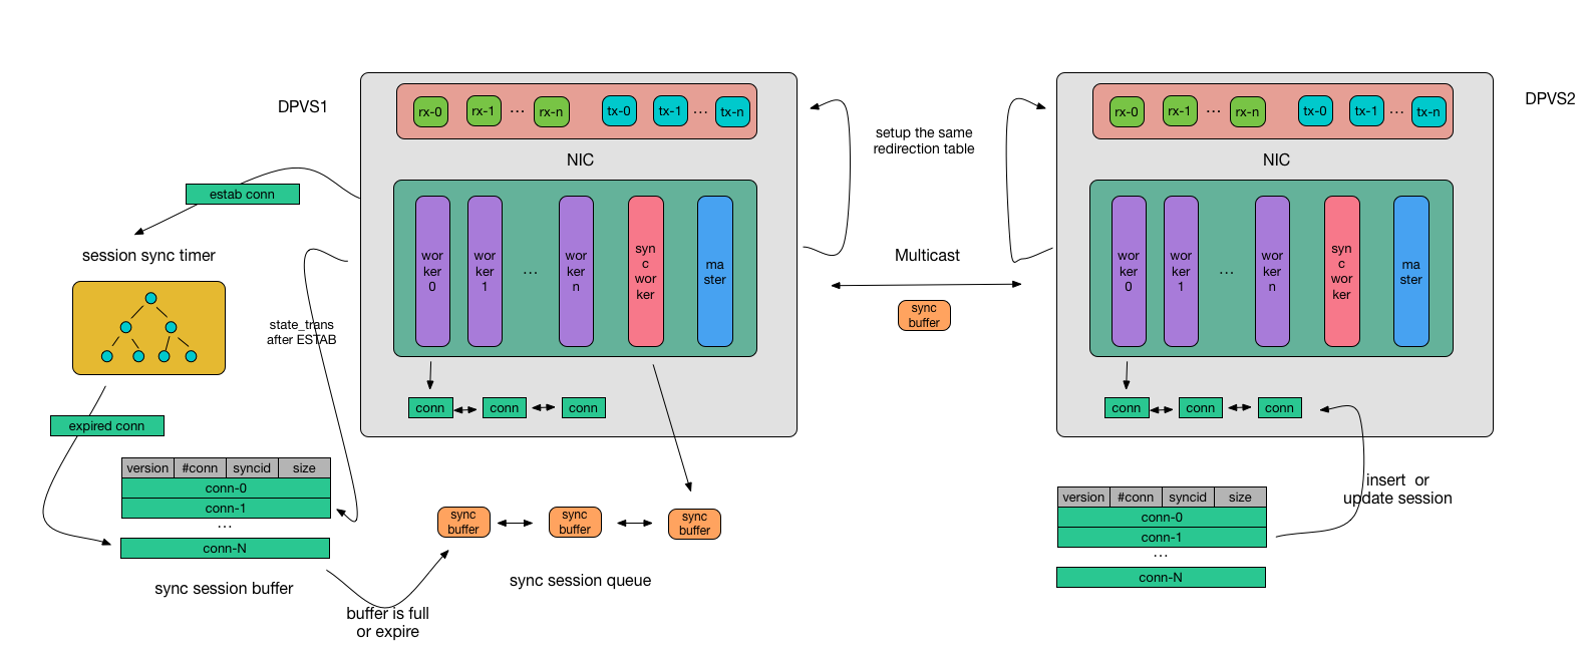 DPVS1
rx-0 rx-1 ... rx-n tx-0 tx-1 ... tx-n
NIC
wor
ker
0
wor
ker
1
...
wor
ker
n
syn
c
wor
ker
ma
ster
conn conn conn
estab conn
session sync timer
state_trans
after ESTAB
expired conn
version #conn syncid size
conn-0
conn-1
...
conn-N
sync session buffer
buffer is full
or expire
sync
buffer
sync
buffer
sync
buffer
sync session queue
setup the same
redirection table
Multicast
sync
buffer
DPVS2
rx-0 rx-1 ... rx-n tx-0 tx-1 ... tx-n
NIC
wor
ker
0
wor
ker
1
...
wor
ker
n
syn
c
wor
ker
ma
ster
conn conn conn
insert or
update session
version #conn syncid size
conn-0
conn-1
...
conn-N